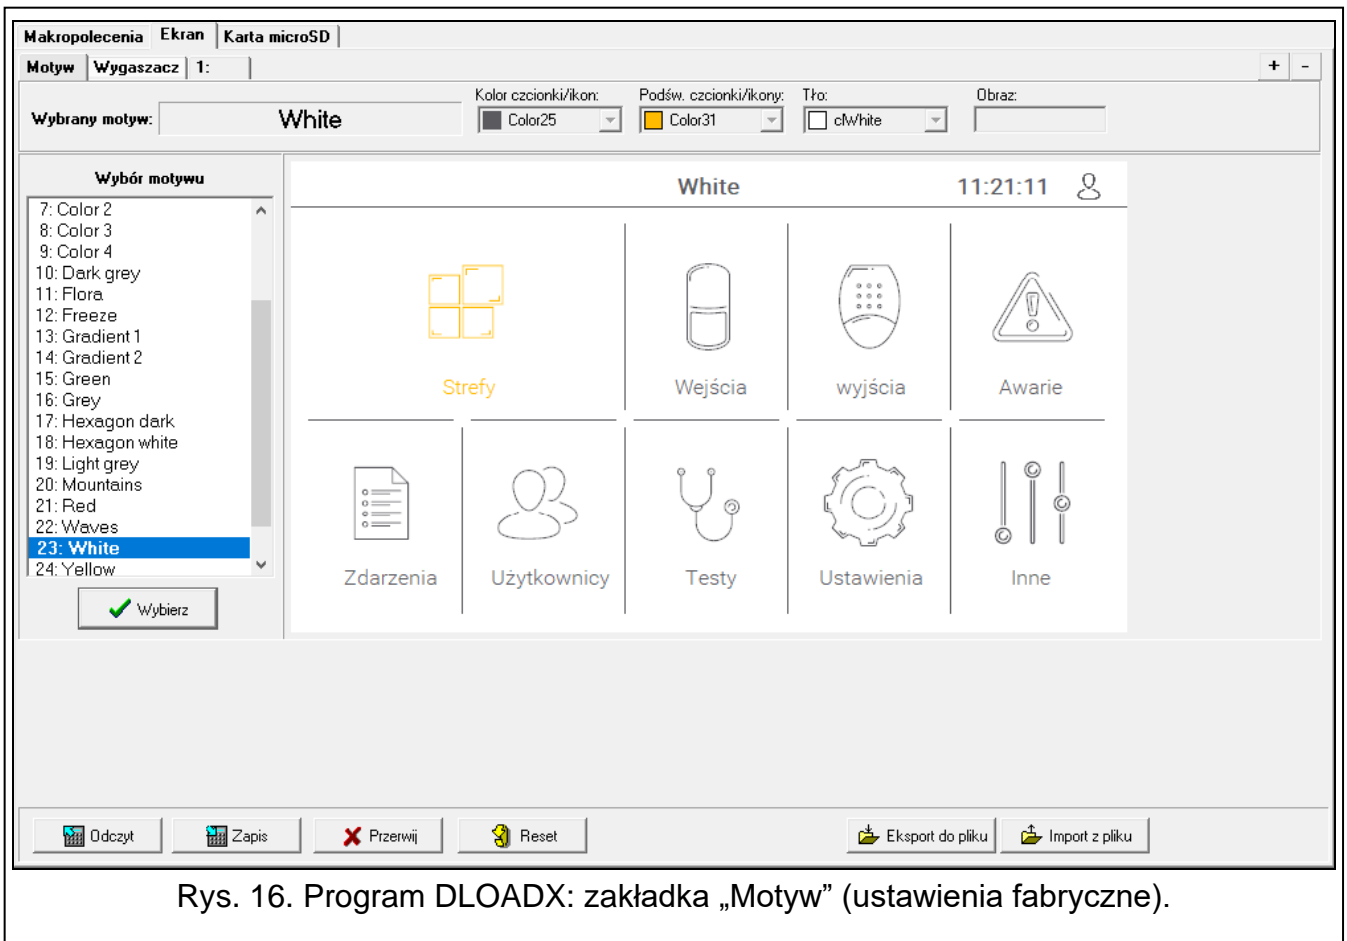 Makropolecenia Ekran Karta microSD
Motyw Wygaszacz 1: + -
Kolor czcionki/ikon: Podśw. czcionki/ikony: Tło: Obraz:
Wybrany motyw: White Color25 Color31 clWhite
Wybór motywu
7: Color 2
8: Color 3
9: Color 4
10: Dark grey
11: Flora
12: Freeze
13: Gradient 1
14: Gradient 2
15: Green
16: Grey
17: Hexagon dark
18: Hexagon white
19: Light grey
20: Mountains
21: Red
22: Waves
23: White
24: Yellow
Wybierz
White 11:21:11
Strefy Wejścia wyjścia Awarie
Zdarzenia Użytkownicy Testy Ustawienia Inne
Odczyt Zapis Przerwij Reset Eksport do pliku Import z pliku
Rys. 16. Program DLOADX: zakładka „Motyw” (ustawienia fabryczne).